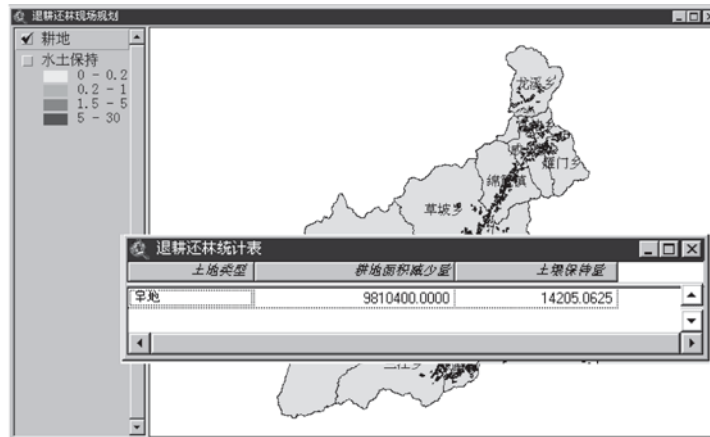 退耕还林现场规划
耕地
水土保持
0 - 0.2
0.2 - 1
1.5 - 5
5 - 30
龙溪乡
雁门乡
绵虒镇
草坡乡
退耕还林统计表
土地类型 耕地面积减少量 土壤保持量
旱地 9810400.0000 14205.0625
三江乡